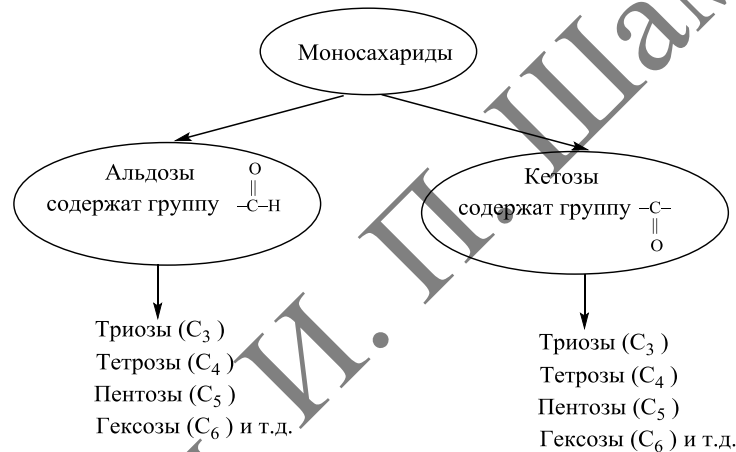 Моносахариды
Альдозы
содержат группу
O
–C–H
Кетозы
содержат группу –C–
O
Триозы (C3 )
Тетрозы (C4 )
Пентозы (C5 )
Гексозы (C6 ) и т.д.
Триозы (C3 )
Тетрозы (C4 )
Пентозы (C5 )
Гексозы (C6 ) и т.д.
И. П.